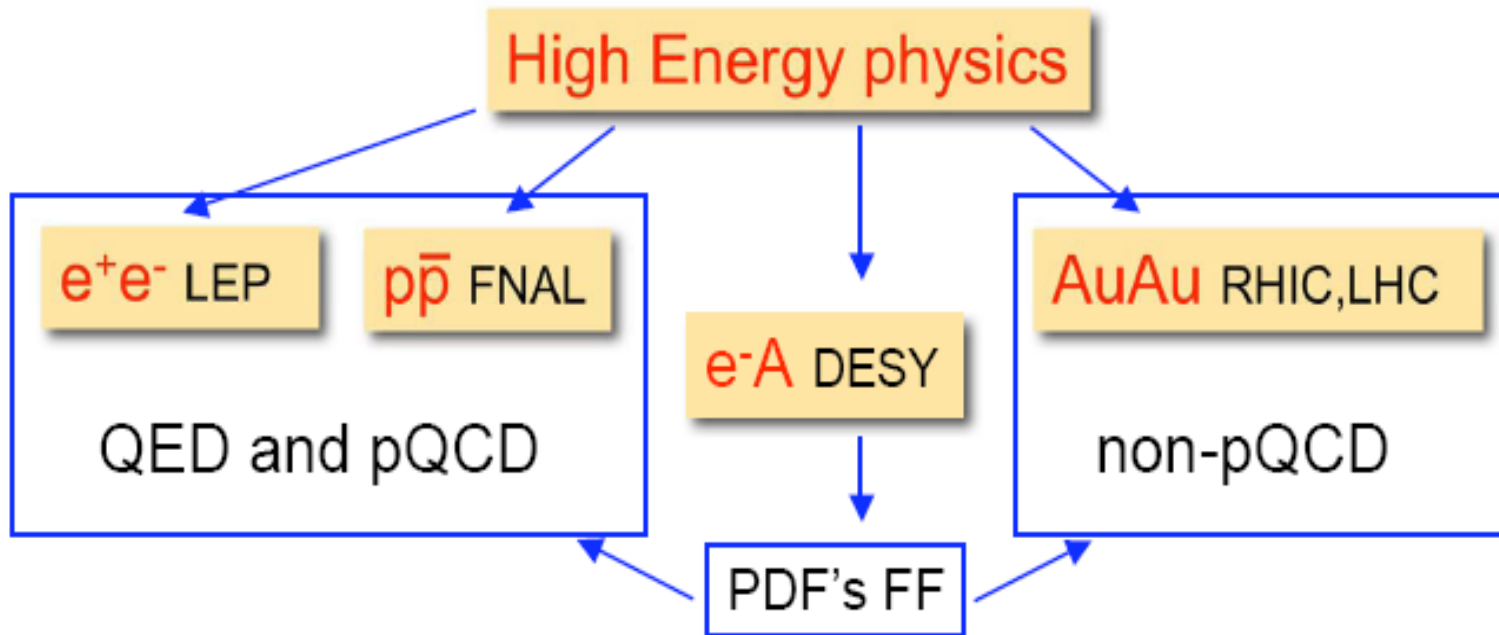 High Energy physics
e⁺e⁻ LEP
pp̅ FNAL
AuAu RHIC,LHC
e⁻A DESY
QED and pQCD
non-pQCD
PDF’s FF